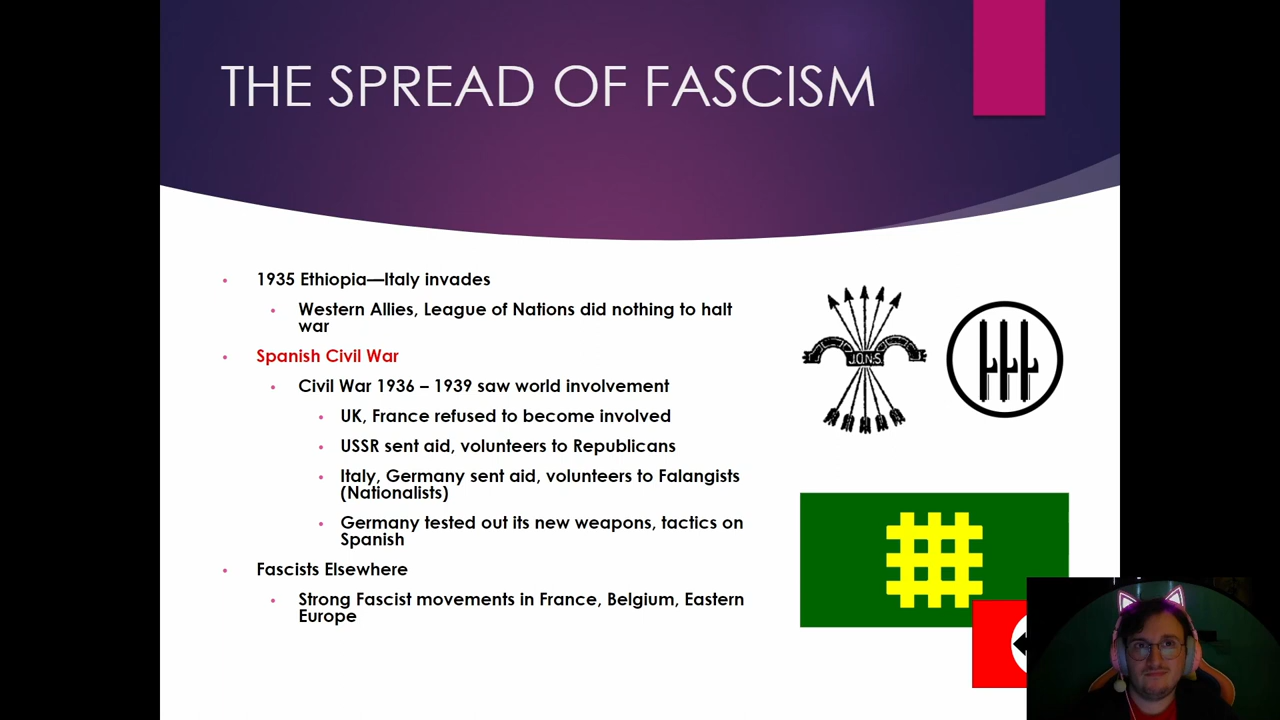 THE SPREAD OF FASCISM
1935 Ethiopia—Italy invades
Western Allies, League of Nations did nothing to halt
war
Spanish Civil War
Civil War 1936 – 1939 saw world involvement
UK, France refused to become involved
USSR sent aid, volunteers to Republicans
Italy, Germany sent aid, volunteers to Falangists
(Nationalists)
Germany tested out its new weapons, tactics on
Spanish
Fascists Elsewhere
Strong Fascist movements in France, Belgium, Eastern
Europe
J.O.N.S